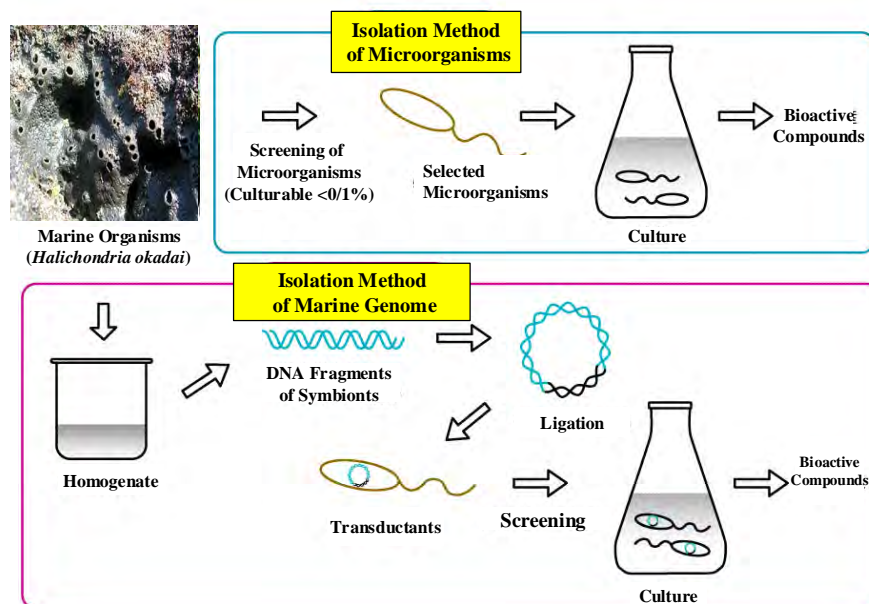 Isolation Method
of Microorganisms
Screening of
Microorganisms
(Culturable <0/1%)
Selected
Microorganisms
Culture
Bioactive
Compounds
Marine Organisms
(Halichondria okadai)
Isolation Method
of Marine Genome
Homogenate
DNA Fragments
of Symbionts
Ligation
Transductants
Screening
Culture
Bioactive
Compounds